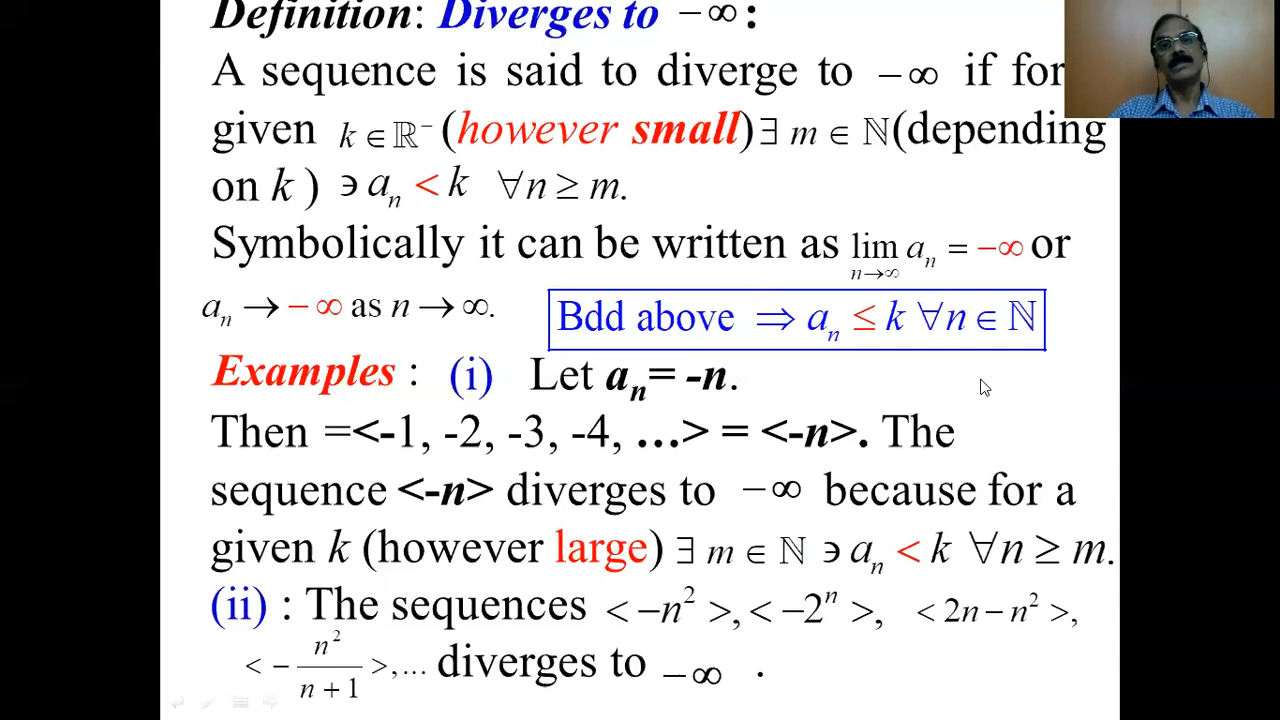 Definition: Diverges to −∞ :
A sequence is said to diverge to −∞ if for
given k ∈ ℝ⁻ (however small) ∃ m ∈ ℕ (depending
on k ) ∋ aₙ < k ∀n ≥ m.
Symbolically it can be written as lim n→∞ aₙ = −∞ or
aₙ → −∞ as n → ∞.
Bdd above ⇒ aₙ ≤ k ∀n ∈ ℕ
Examples : (i) Let aₙ= -n.
Then =<-1, -2, -3, -4, …> = <-n>. The
sequence <-n> diverges to −∞ because for a
given k (however large) ∃ m ∈ ℕ ∋ aₙ < k ∀n ≥ m.
(ii) : The sequences < −n² >, < −2ⁿ >, < 2n − n² >,
< − n²/(n + 1) >, ... diverges to −∞ .